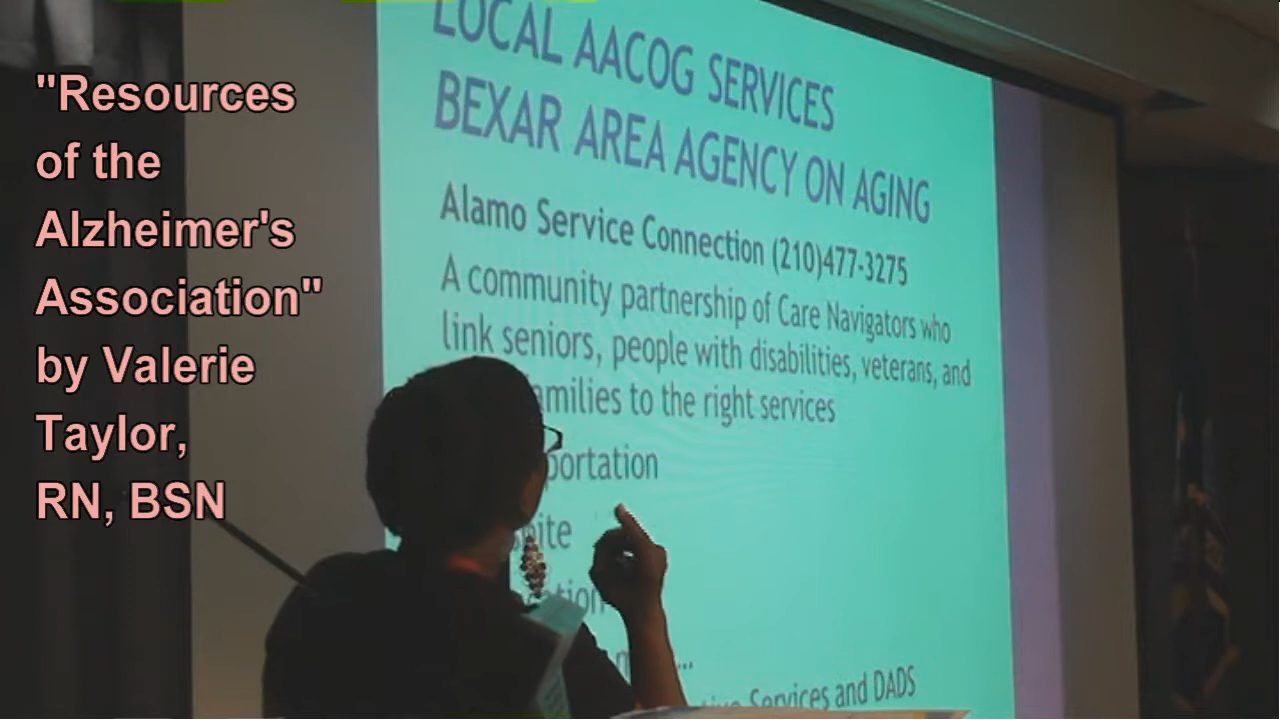 "Resources
of the
Alzheimer's
Association"
by Valerie
Taylor,
RN, BSN
LOCAL AACOG SERVICES
BEXAR AREA AGENCY ON AGING
Alamo Service Connection (210)477-3275
A community partnership of Care Navigators who
link seniors, people with disabilities, veterans, and
to the right services
Services and DADS